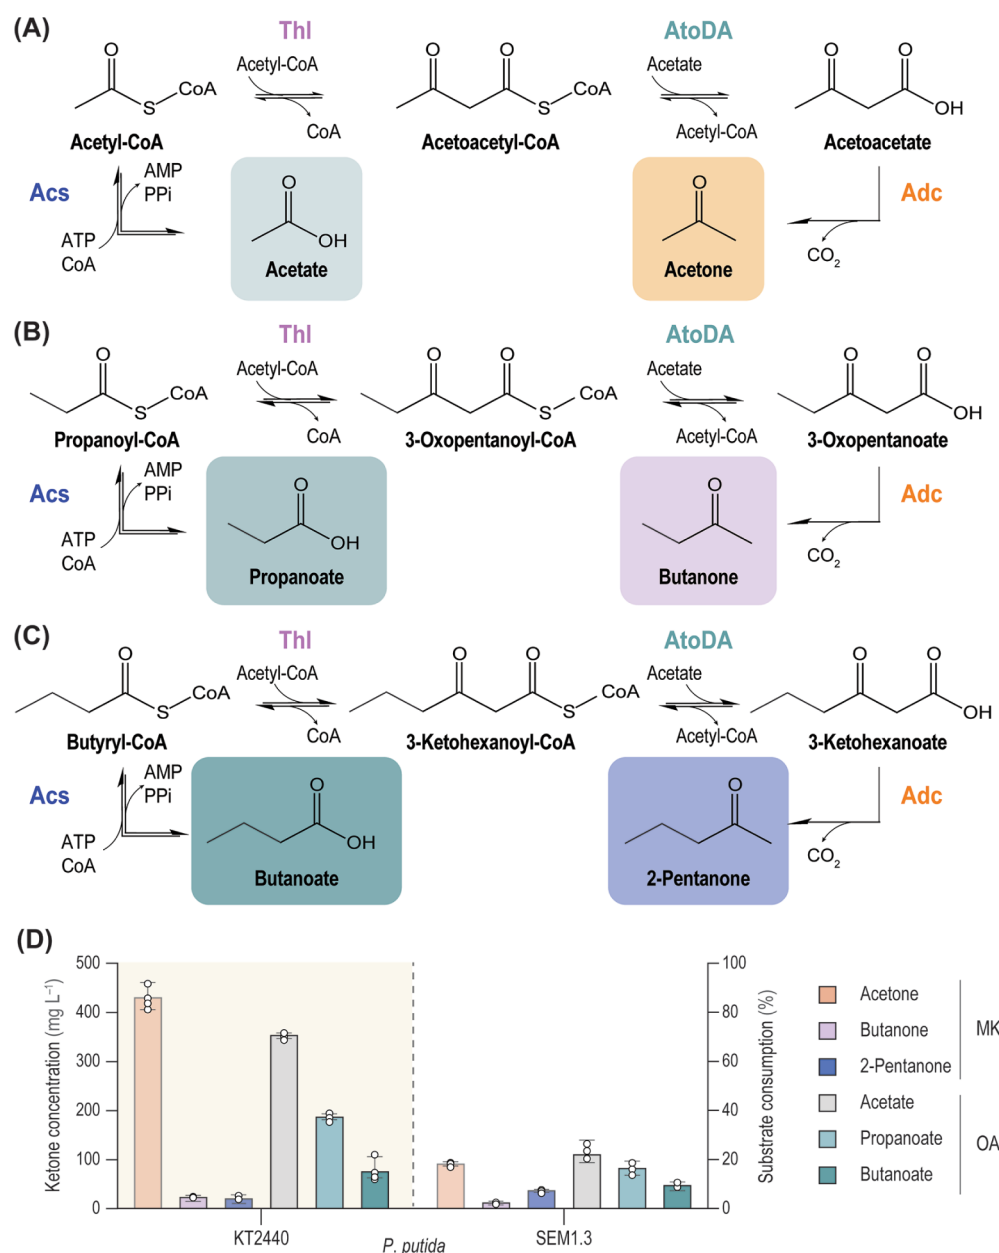 (A)
Thl
AtoDA
O
S
CoA
Acetyl-CoA
Acetyl-CoA
CoA
O
O
S
CoA
Acetoacetyl-CoA
Acetate
Acetyl-CoA
O
O
OH
Acetoacetate
Acs
AMP
PPi
ATP
CoA
O
OH
Acetate
O
Acetone
Adc
CO2
(B)
Thl
AtoDA
O
S
CoA
Propanoyl-CoA
Acetyl-CoA
CoA
O
O
S
CoA
3-Oxopentanoyl-CoA
Acetate
Acetyl-CoA
O
O
OH
3-Oxopentanoate
Acs
AMP
PPi
ATP
CoA
O
OH
Propanoate
O
Butanone
Adc
CO2
(C)
Thl
AtoDA
O
S
CoA
Butyryl-CoA
Acetyl-CoA
CoA
O
O
S
CoA
3-Ketohexanoyl-CoA
Acetate
Acetyl-CoA
O
O
OH
3-Ketohexanoate
Acs
AMP
PPi
ATP
CoA
O
OH
Butanoate
O
2-Pentanone
Adc
CO2
(D)
Ketone concentration (mg L−1)
500
400
300
200
100
0
KT2440
P. putida
SEM1.3
100
80
60
40
20
0
Substrate consumption (%)
Acetone
Butanone
2-Pentanone
MK
Acetate
Propanoate
Butanoate
OA